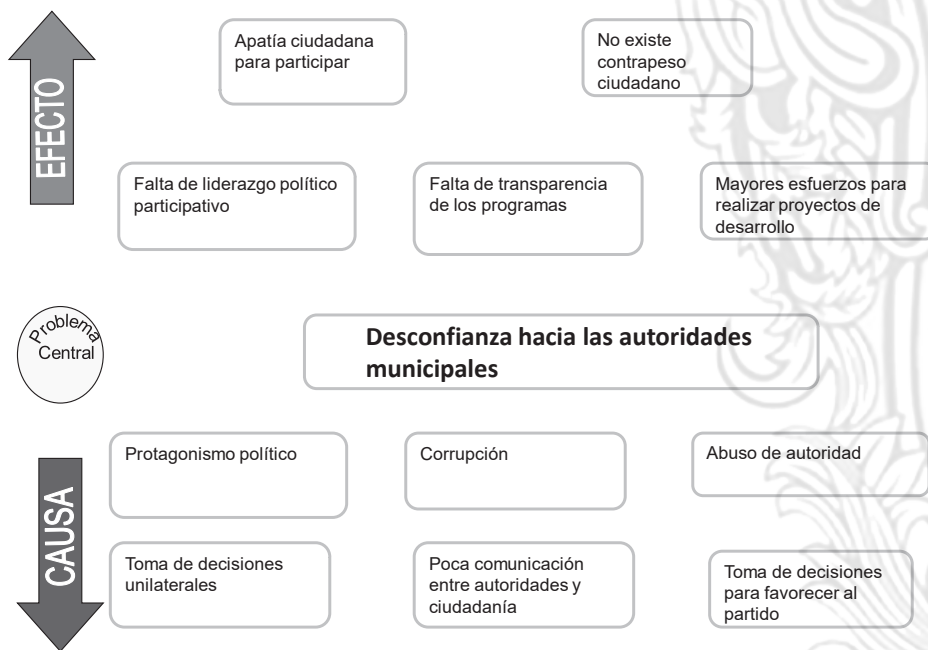 EFECTO
Apatía ciudadana
para participar
No existe
contrapeso
ciudadano
Falta de liderazgo político
participativo
Falta de transparencia
de los programas
Mayores esfuerzos para
realizar proyectos de
desarrollo
Problema
Central
Desconfianza hacia las autoridades
municipales
CAUSA
Protagonismo político
Corrupción
Abuso de autoridad
Toma de decisiones
unilaterales
Poca comunicación
entre autoridades y
ciudadanía
Toma de decisiones
para favorecer al
partido